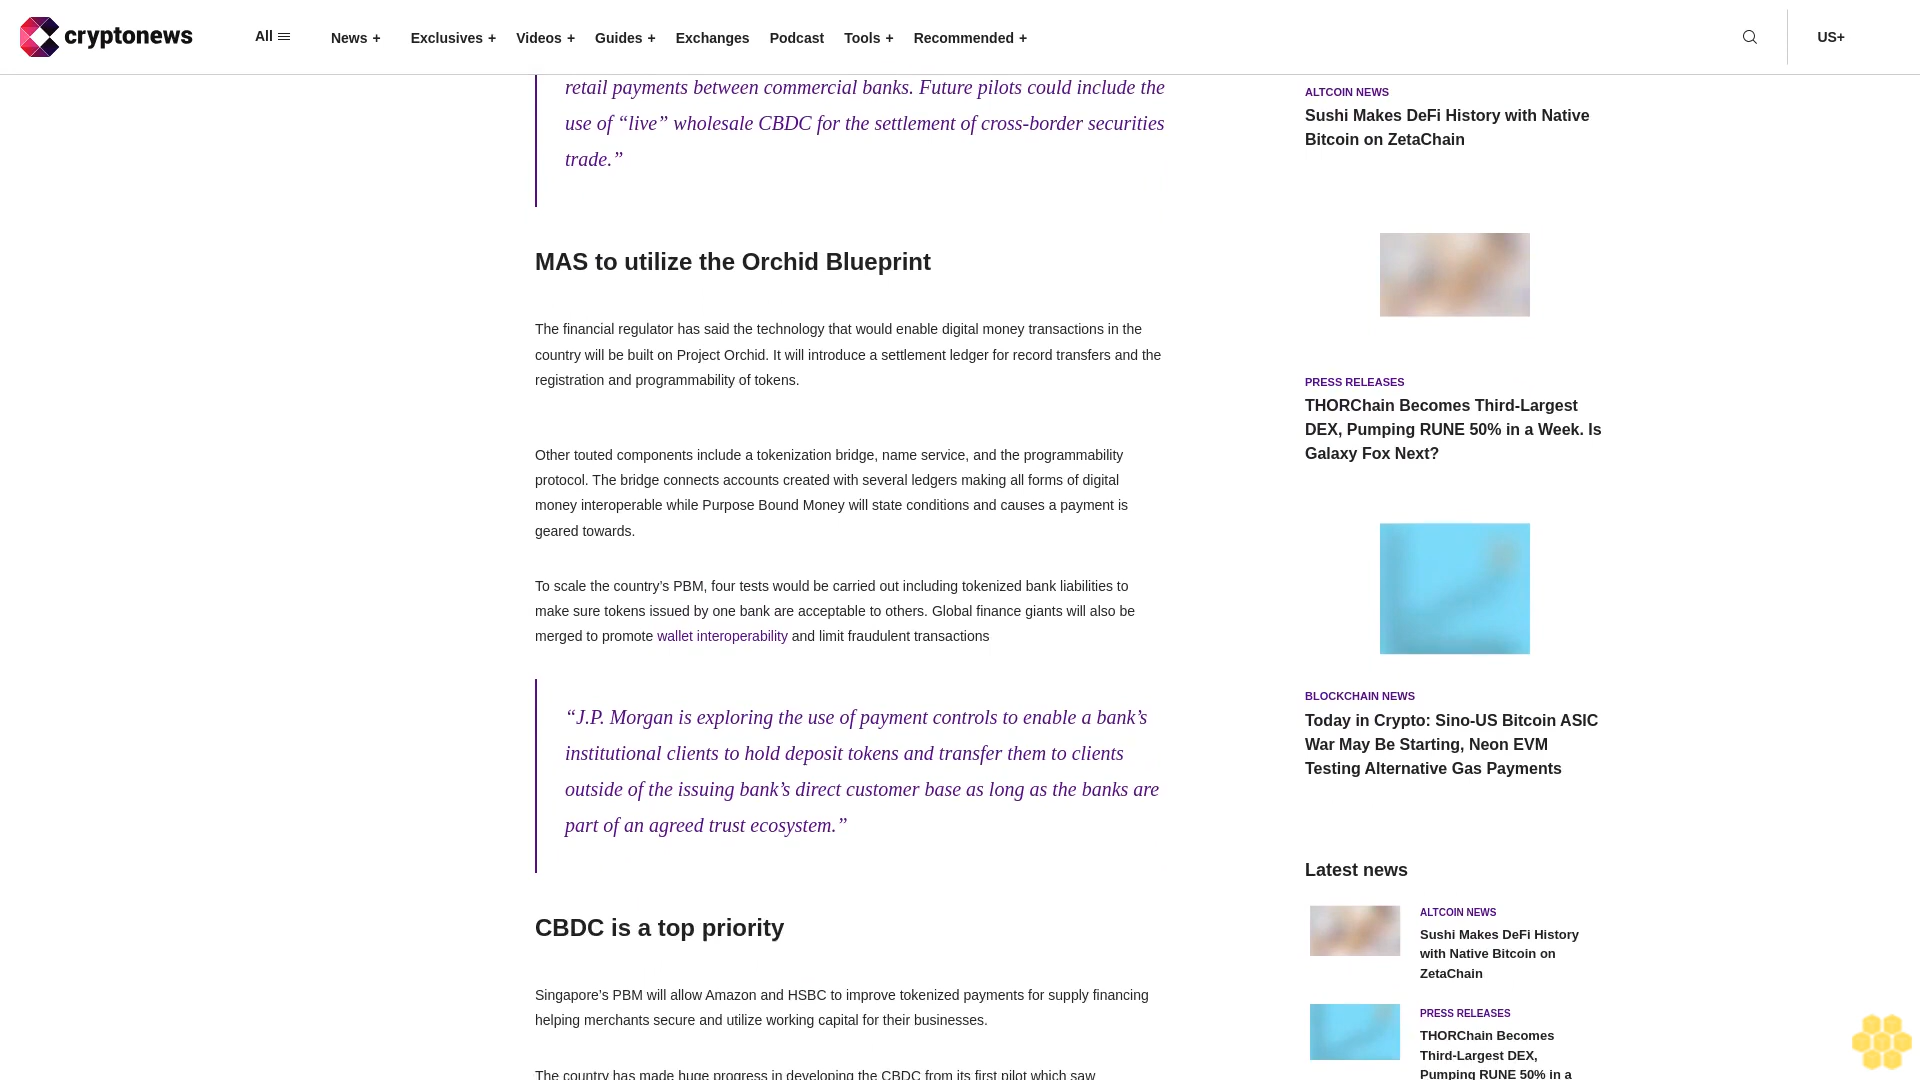 cryptonews
All
News +
Exclusives +
Videos +
Guides +
Exchanges
Podcast
Tools +
Recommended +
US+
retail payments between commercial banks. Future pilots could include the
use of “live” wholesale CBDC for the settlement of cross-border securities
trade.”
MAS to utilize the Orchid Blueprint
The financial regulator has said the technology that would enable digital money transactions in the
country will be built on Project Orchid. It will introduce a settlement ledger for record transfers and the
registration and programmability of tokens.
Other touted components include a tokenization bridge, name service, and the programmability
protocol. The bridge connects accounts created with several ledgers making all forms of digital
money interoperable while Purpose Bound Money will state conditions and causes a payment is
geared towards.
To scale the country’s PBM, four tests would be carried out including tokenized bank liabilities to
make sure tokens issued by one bank are acceptable to others. Global finance giants will also be
merged to promote wallet interoperability and limit fraudulent transactions
“J.P. Morgan is exploring the use of payment controls to enable a bank’s
institutional clients to hold deposit tokens and transfer them to clients
outside of the issuing bank’s direct customer base as long as the banks are
part of an agreed trust ecosystem.”
CBDC is a top priority
Singapore’s PBM will allow Amazon and HSBC to improve tokenized payments for supply financing
helping merchants secure and utilize working capital for their businesses.
The country has made huge progress in developing the CBDC from its first pilot which saw
ALTCOIN NEWS
Sushi Makes DeFi History with Native
Bitcoin on ZetaChain
PRESS RELEASES
THORChain Becomes Third-Largest
DEX, Pumping RUNE 50% in a Week. Is
Galaxy Fox Next?
BLOCKCHAIN NEWS
Today in Crypto: Sino-US Bitcoin ASIC
War May Be Starting, Neon EVM
Testing Alternative Gas Payments
Latest news
ALTCOIN NEWS
Sushi Makes DeFi History
with Native Bitcoin on
ZetaChain
PRESS RELEASES
THORChain Becomes
Third-Largest DEX,
Pumping RUNE 50% in a